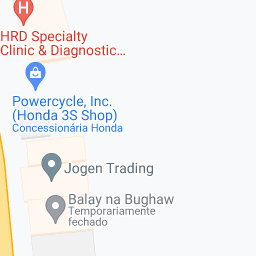 H
HRD Specialty
Clinic & Diagnostic...
Powercycle, Inc.
(Honda 3S Shop)
Concessionária Honda
Jogen Trading
Balay na Bughaw
Temporariamente
fechado